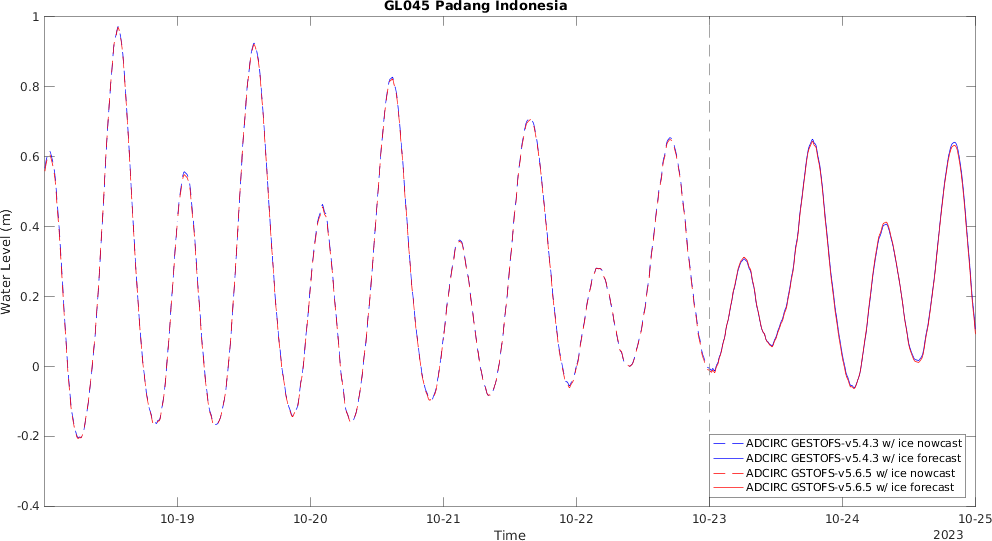 GL045 Padang Indonesia
1
0.8
0.6
0.4
0.2
0
-0.2
-0.4
Water Level (m)
ADCIRC GESTOFS-v5.4.3 w/ ice nowcast
ADCIRC GESTOFS-v5.4.3 w/ ice forecast
ADCIRC GSTOFS-v5.6.5 w/ ice nowcast
ADCIRC GSTOFS-v5.6.5 w/ ice forecast
10-19 10-20 10-21 10-22 10-23 10-24 10-25
Time
2023